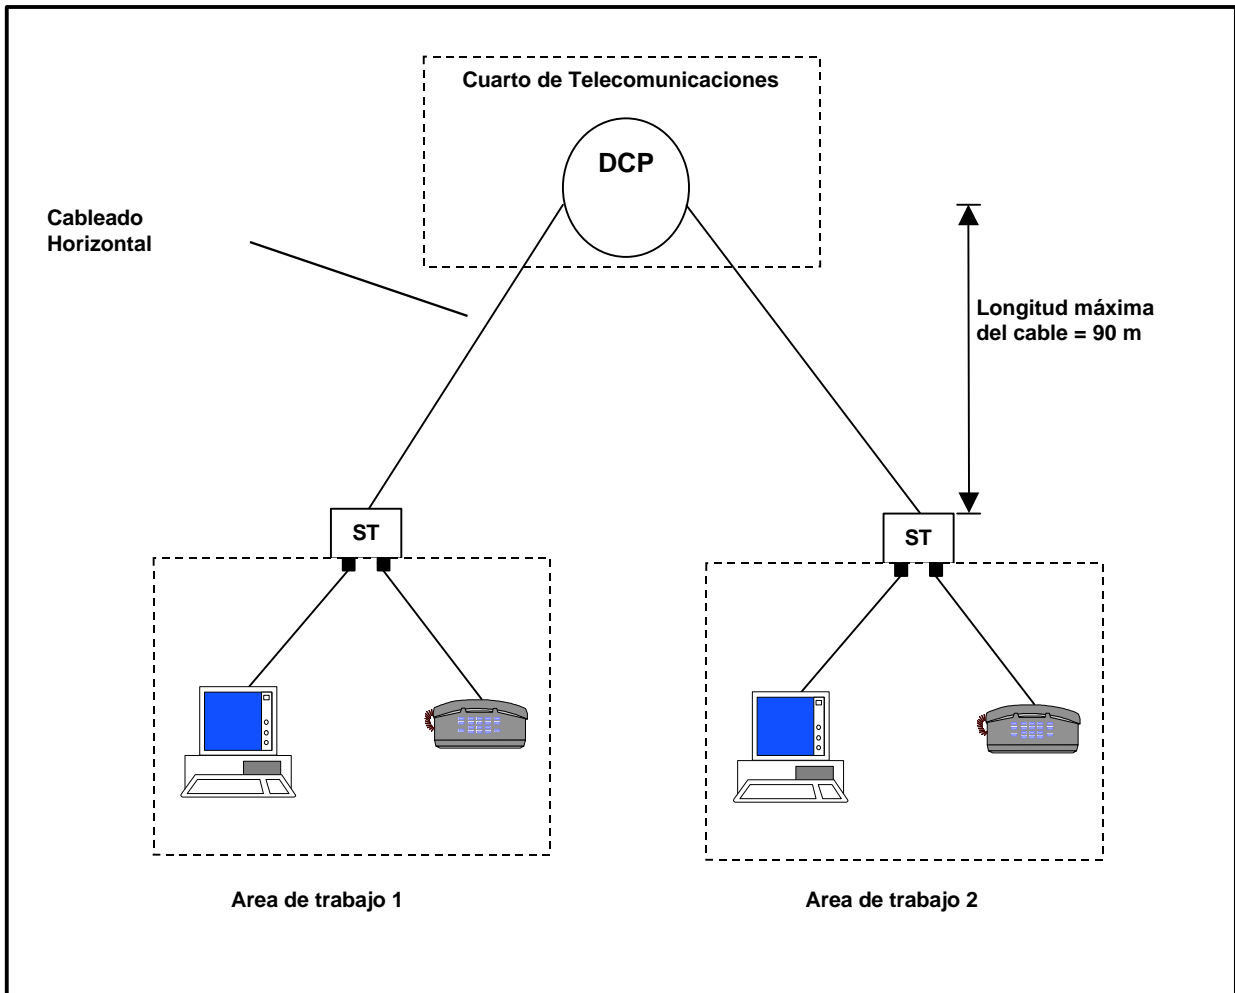 Cuarto de Telecomunicaciones
DCP
Cableado
Horizontal
Longitud máxima
del cable = 90 m
ST
ST
Area de trabajo 1
Area de trabajo 2